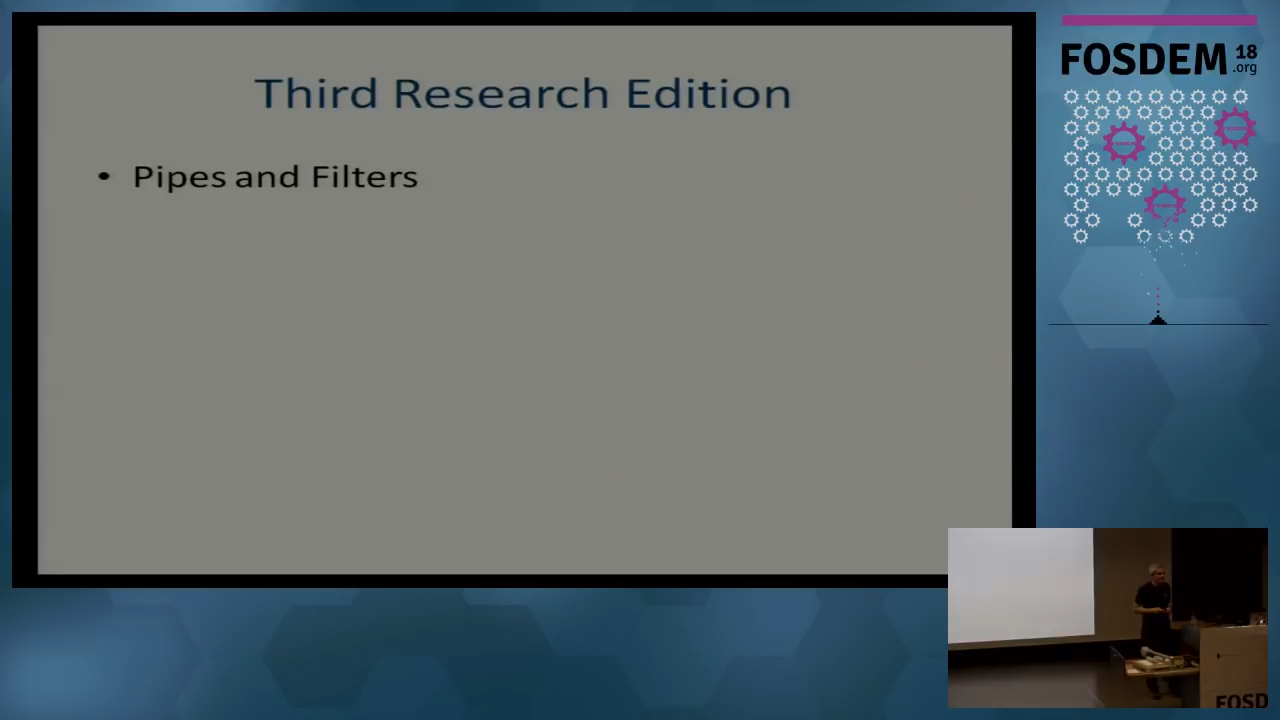 Third Research Edition
• Pipes and Filters
FOSDEM 18
.org
FOSD